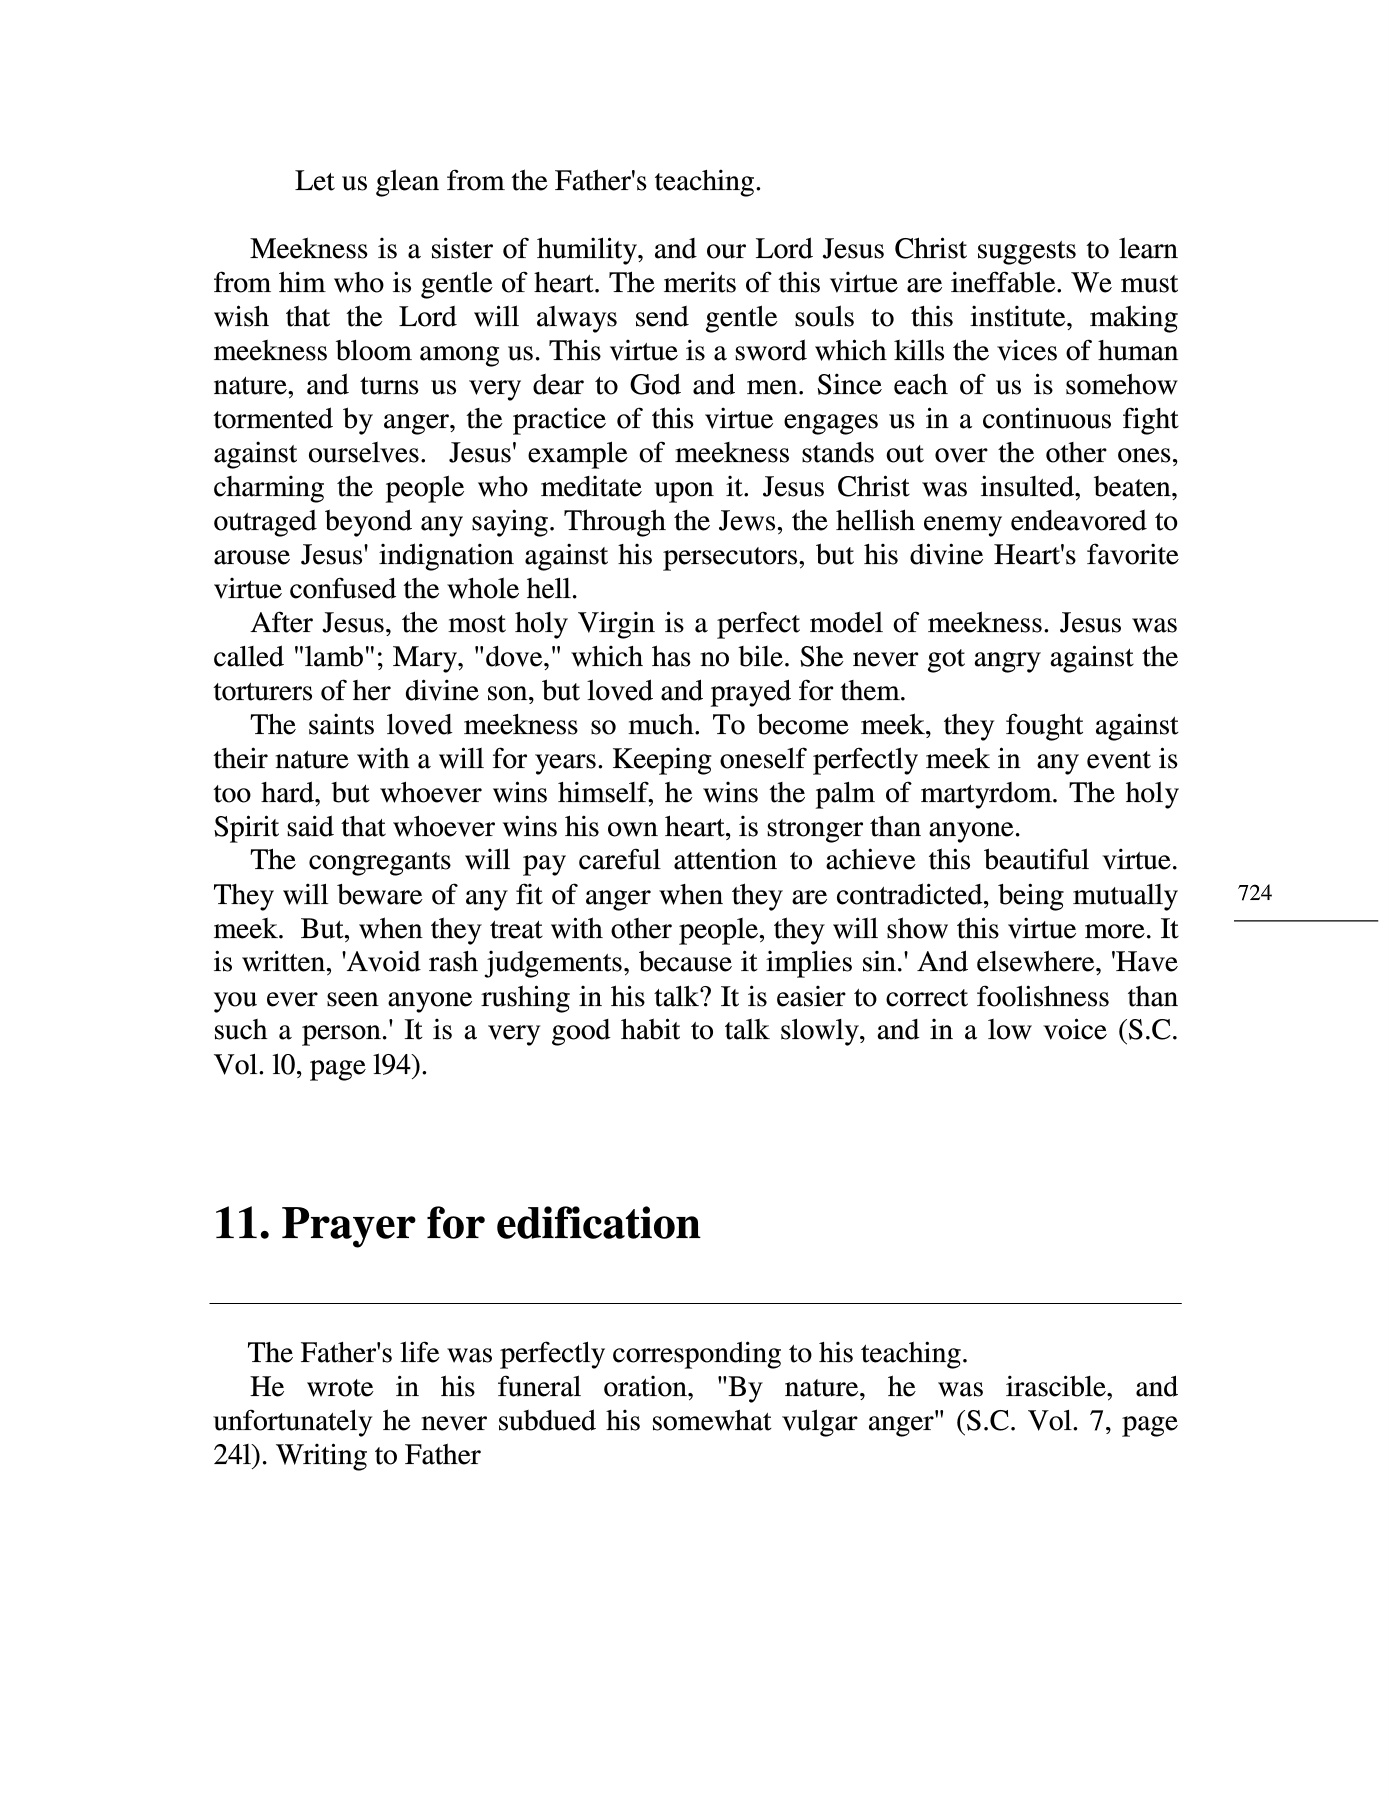 Let us glean from the Father's teaching.
Meekness is a sister of humility, and our Lord Jesus Christ suggests to learn
from him who is gentle of heart. The merits of this virtue are ineffable. We must
wish that the Lord will always send gentle souls to this institute, making
meekness bloom among us. This virtue is a sword which kills the vices of human
nature, and turns us very dear to God and men. Since each of us is somehow
tormented by anger, the practice of this virtue engages us in a continuous fight
against ourselves.  Jesus' example of meekness stands out over the other ones,
charming the people who meditate upon it. Jesus Christ was insulted, beaten,
outraged beyond any saying. Through the Jews, the hellish enemy endeavored to
arouse Jesus' indignation against his persecutors, but his divine Heart's favorite
virtue confused the whole hell.
After Jesus, the most holy Virgin is a perfect model of meekness. Jesus was
called "lamb"; Mary, "dove," which has no bile. She never got angry against the
torturers of her  divine son, but loved and prayed for them.
The saints loved meekness so much. To become meek, they fought against
their nature with a will for years. Keeping oneself perfectly meek in  any event is
too hard, but whoever wins himself, he wins the palm of martyrdom. The holy
Spirit said that whoever wins his own heart, is stronger than anyone.
The congregants will pay careful attention to achieve this beautiful virtue.
They will beware of any fit of anger when they are contradicted, being mutually
meek.  But, when they treat with other people, they will show this virtue more. It
is written, 'Avoid rash judgements, because it implies sin.' And elsewhere, 'Have
you ever seen anyone rushing in his talk? It is easier to correct foolishness  than
such a person.' It is a very good habit to talk slowly, and in a low voice (S.C.
Vol. l0, page l94).
724
11. Prayer for edification
The Father's life was perfectly corresponding to his teaching.
He wrote in his funeral oration, "By nature, he was irascible, and
unfortunately he never subdued his somewhat vulgar anger" (S.C. Vol. 7, page
24l). Writing to Father